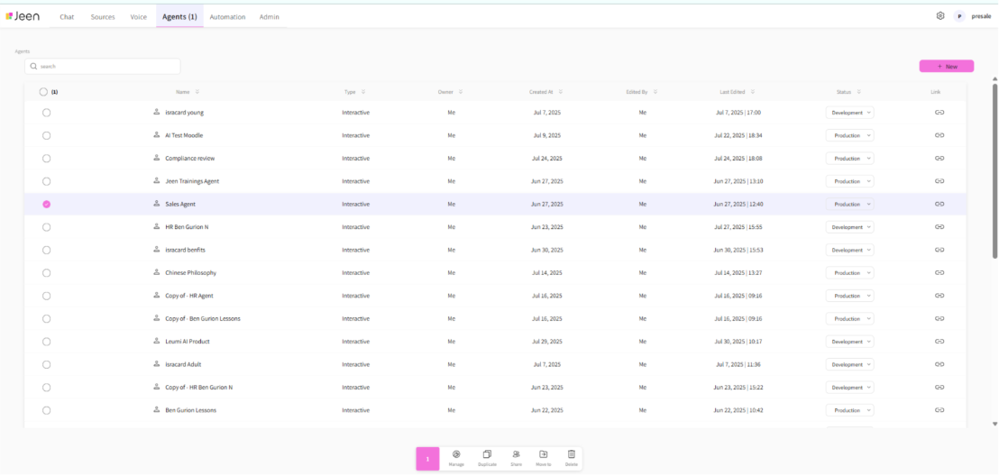 Jeen Chat Sources Voice Agents (1) Automation Admin P presale
Agents
search
+ New
(1) Name Type Owner Created At Edited By Last Edited Status Link
isracard young Interactive Me Jul 7, 2025 Me Jul 7, 2025 | 17:00 Development
AI Test Moodle Interactive Me Jul 9, 2025 Me Jul 22, 2025 | 18:34 Production
Compliance review Interactive Me Jul 24, 2025 Me Jul 24, 2025 | 18:08 Production
Jeen Trainings Agent Interactive Me Jun 27, 2025 Me Jun 27, 2025 | 13:10 Production
Sales Agent Interactive Me Jun 27, 2025 Me Jun 27, 2025 | 12:40 Production
HR Ben Gurion N Interactive Me Jun 23, 2025 Me Jul 27, 2025 | 15:55 Development
isracard benfits Interactive Me Jun 30, 2025 Me Jun 30, 2025 | 15:53 Development
Chinese Philosophy Interactive Me Jul 14, 2025 Me Jul 14, 2025 | 13:27 Production
Copy of - HR Agent Interactive Me Jul 16, 2025 Me Jul 16, 2025 | 09:16 Production
Copy of - Ben Gurion Lessons Interactive Me Jul 16, 2025 Me Jul 16, 2025 | 09:16 Production
Leumi AI Product Interactive Me Jul 29, 2025 Me Jul 30, 2025 | 10:17 Development
Isracard Adult Interactive Me Jul 7, 2025 Me Jul 7, 2025 | 11:36 Development
Copy of - HR Ben Gurion N Interactive Me Jun 23, 2025 Me Jun 23, 2025 | 15:22 Development
Ben Gurion Lessons Interactive Me Jun 22, 2025 Me Jun 22, 2025 | 10:42 Production
1 Manage Duplicate Share Move to Delete